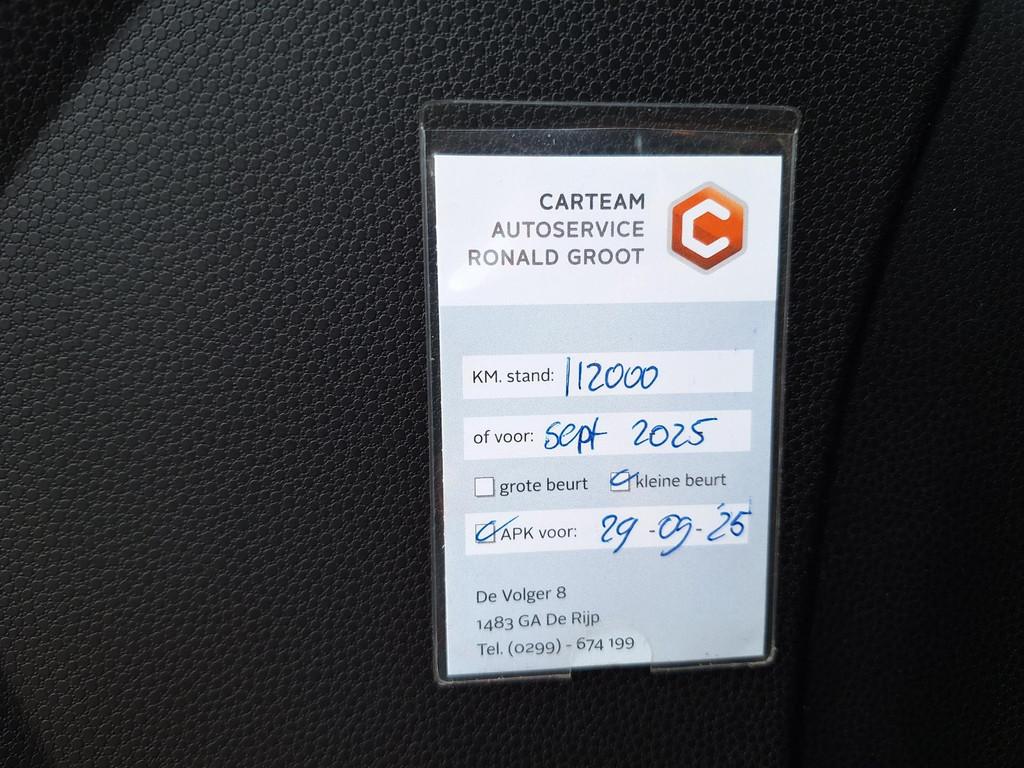 CARTEAM
AUTOSERVICE
RONALD GROOT
KM. stand: 112000
of voor: sept 2025
grote beurt kleine beurt
APK voor: 29-09-'25
De Volger 8
1483 GA De Rijp
Tel. (0299) - 674 199